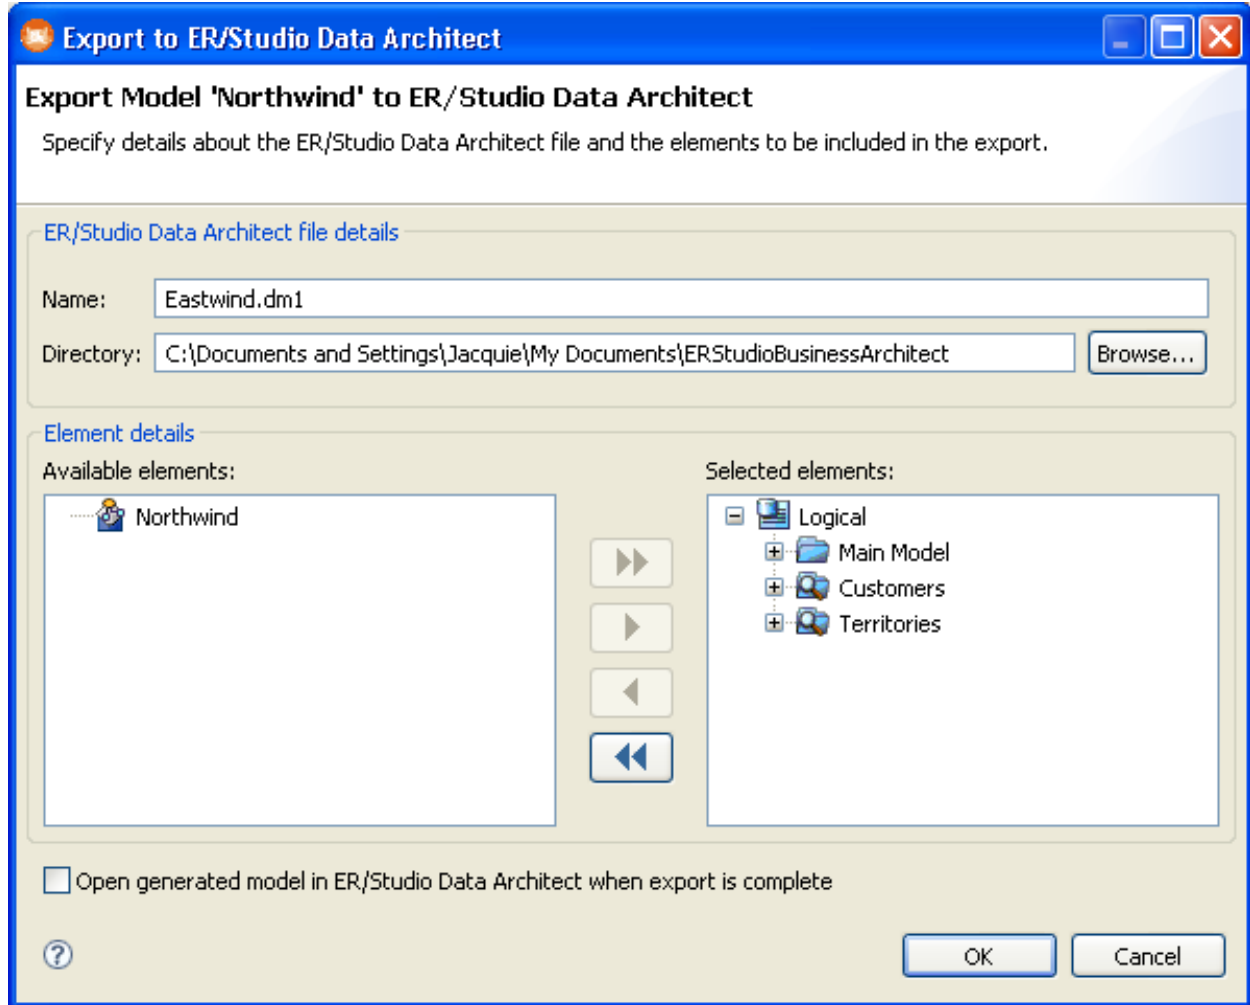 Export to ER/Studio Data Architect
Export Model 'Northwind' to ER/Studio Data Architect
Specify details about the ER/Studio Data Architect file and the elements to be included in the export.
ER/Studio Data Architect file details
Name: Eastwind.dm1
Directory: C:\Documents and Settings\Jacquie\My Documents\ERStudioBusinessArchitect Browse...
Element details
Available elements: Selected elements:
Northwind Logical
Main Model
Customers
Territories
Open generated model in ER/Studio Data Architect when export is complete
? OK Cancel